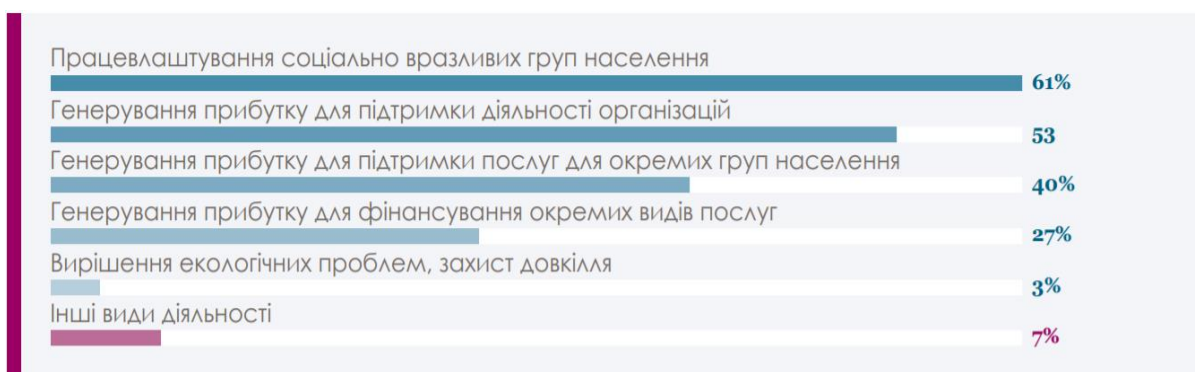 Працевлаштування соціально вразливих груп населення
61%
Генерування прибутку для підтримки діяльності організацій
53
Генерування прибутку для підтримки послуг для окремих груп населення
40%
Генерування прибутку для фінансування окремих видів послуг
27%
Вирішення екологічних проблем, захист довкілля
3%
Інші види діяльності
7%